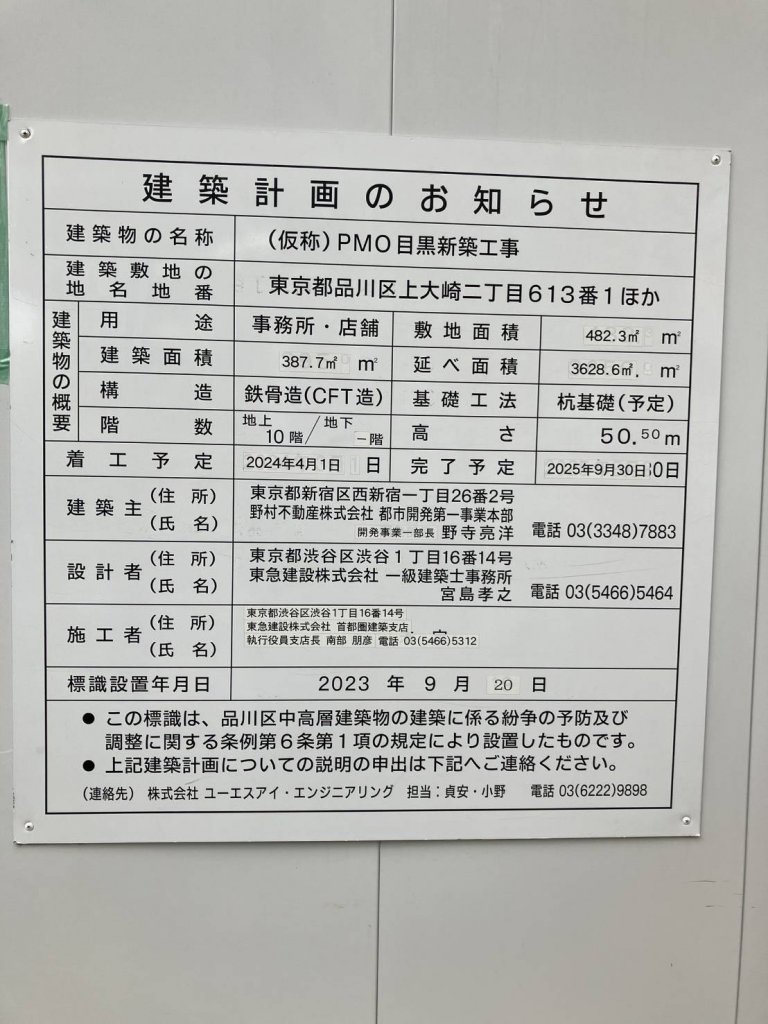 建築計画のお知らせ
建築物の名称 (仮称)PMO目黒新築工事
建築敷地の地名地番 東京都品川区上大崎二丁目613番1ほか
建築物の概要
用途 事務所・店舗 敷地面積 482.3㎡ ㎡
建築面積 387.7㎡ ㎡ 延べ面積 3628.6㎡. ㎡
構造 鉄骨造(CFT造) 基礎工法 杭基礎(予定)
階数 地上10階/地下-階 高さ 50.50m
着工予定 2024年4月1日 日 完了予定 2025年9月30日 0日
建築主 (住所) 東京都新宿区西新宿一丁目26番2号
(氏名) 野村不動産株式会社 都市開発第一事業本部
開発事業一部長 野寺亮洋 電話 03(3348)7883
設計者 (住所) 東京都渋谷区渋谷1丁目16番14号
(氏名) 東急建設株式会社 一級建築士事務所
宮島孝之 電話 03(5466)5464
施工者 (住所) 東京都渋谷区渋谷1丁目16番14号
東急建設株式会社 首都圏建築支店
(氏名) 執行役員支店長 南部 朋彦 電話 03(5466)5312
標識設置年月日 2023年9月20日
● この標識は、品川区中高層建築物の建築に係る紛争の予防及び
調整に関する条例第6条第1項の規定により設置したものです。
● 上記建築計画についての説明の申出は下記へご連絡ください。
(連絡先) 株式会社 ユーエスアイ・エンジニアリング 担当:貞安・小野 電話 03(6222)9898